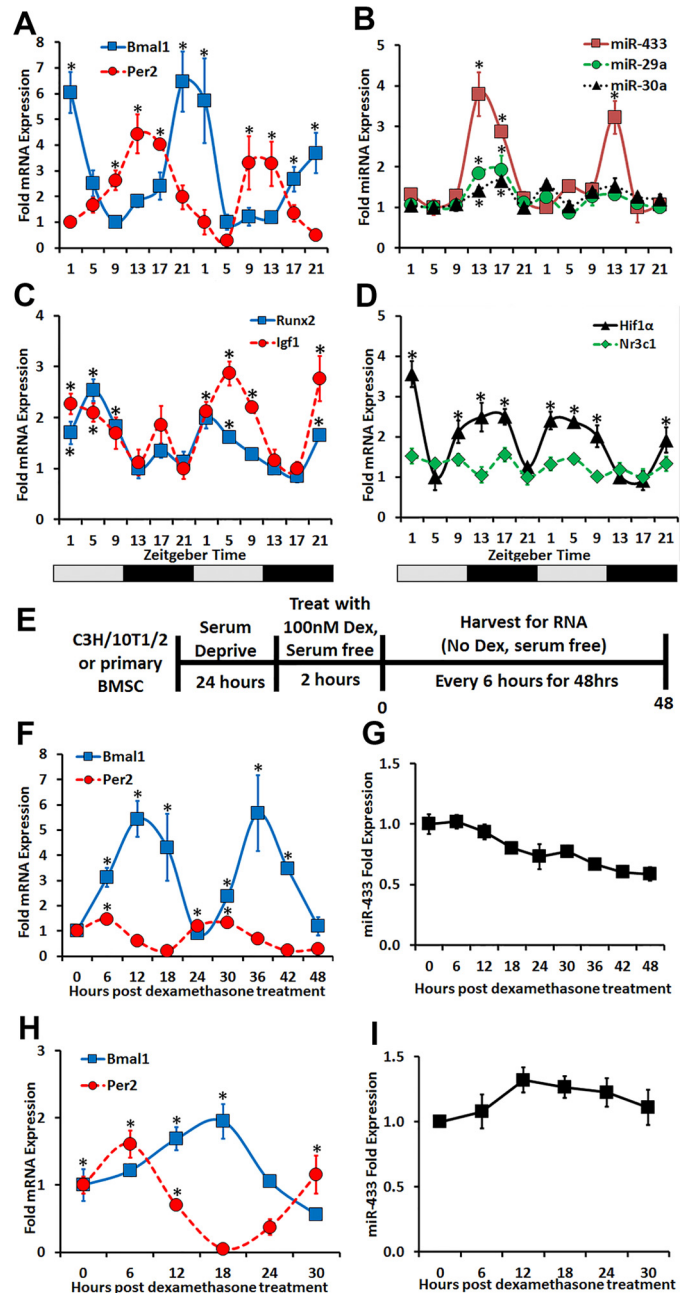 A
Bmal1
Per2
*
Fold mRNA Expression
8
7
6
5
4
3
2
1
0
1 5 9 13 17 21 1 5 9 13 17 21
B
miR-433
miR-29a
miR-30a
Fold miRNA Expression
5
4
3
2
1
0
1 5 9 13 17 21 1 5 9 13 17 21
C
Runx2
Igf1
Fold mRNA Expression
4
3
2
1
0
1 5 9 13 17 21 1 5 9 13 17 21
Zeitgeber Time
D
Hif1α
Nr3c1
Fold mRNA Expression
5
4
3
2
1
0
1 5 9 13 17 21 1 5 9 13 17 21
Zeitgeber Time
E
C3H/10T1/2
or primary
BMSC
Serum
Deprive
24 hours
Treat with
100nM Dex,
Serum free
2 hours
Harvest for RNA
(No Dex, serum free)
Every 6 hours for 48hrs
0
48
F
Bmal1
Per2
Fold mRNA Expression
8
7
6
5
4
3
2
1
0
0 6 12 18 24 30 36 42 48
Hours post dexamethasone treatment
G
miR-433 Fold Expression
1.5
1.0
0.5
0.0
0 6 12 18 24 30 36 42 48
Hours post dexamethasone treatment
H
Bmal1
Per2
Fold mRNA Expression
3
2
1
0
0 6 12 18 24 30
Hours post dexamethasone treatment
I
miR-433 Fold Expression
1.5
1.0
0.5
0.0
0 6 12 18 24 30
Hours post dexamethasone treatment